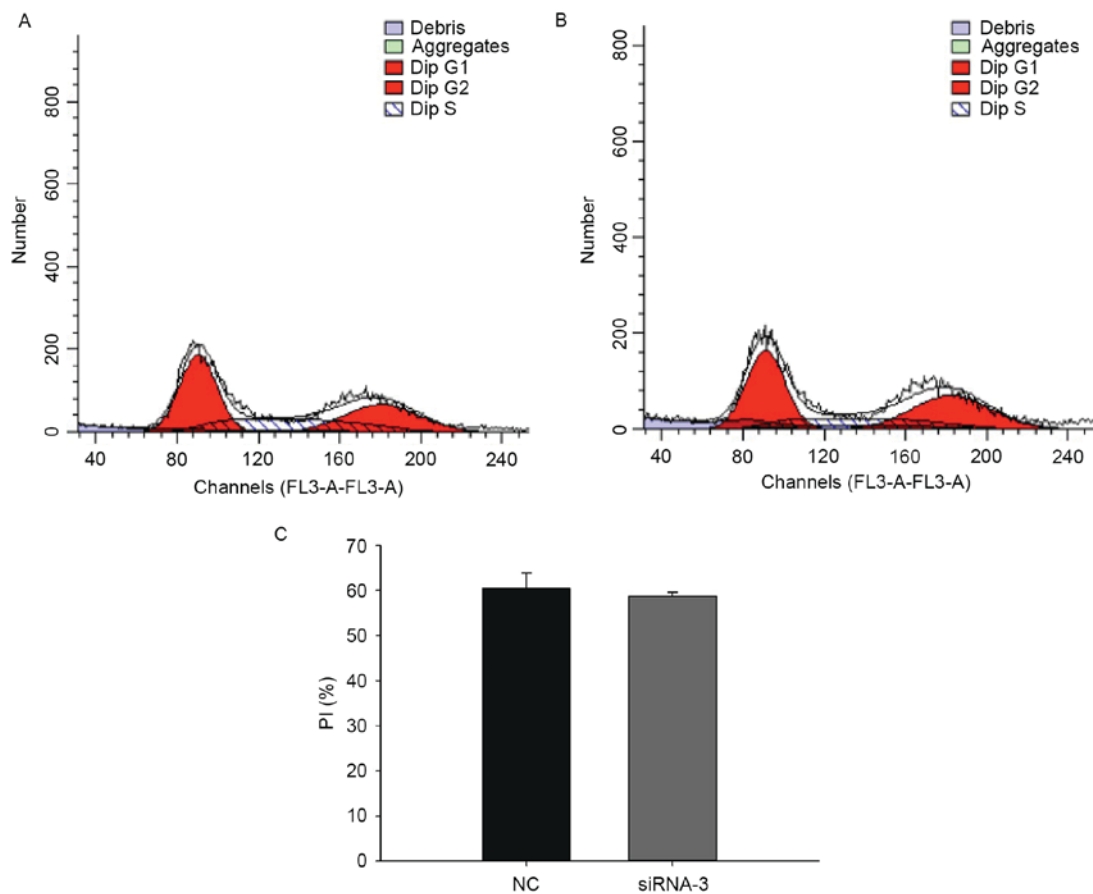 A
Debris
Aggregates
Dip G1
Dip G2
Dip S
Number
800
600
400
200
0
40 80 120 160 200 240
Channels (FL3-A-FL3-A)
B
Debris
Aggregates
Dip G1
Dip G2
Dip S
Number
800
600
400
200
0
40 80 120 160 200 240
Channels (FL3-A-FL3-A)
C
PI (%)
70
60
50
40
30
20
10
0
NC siRNA-3